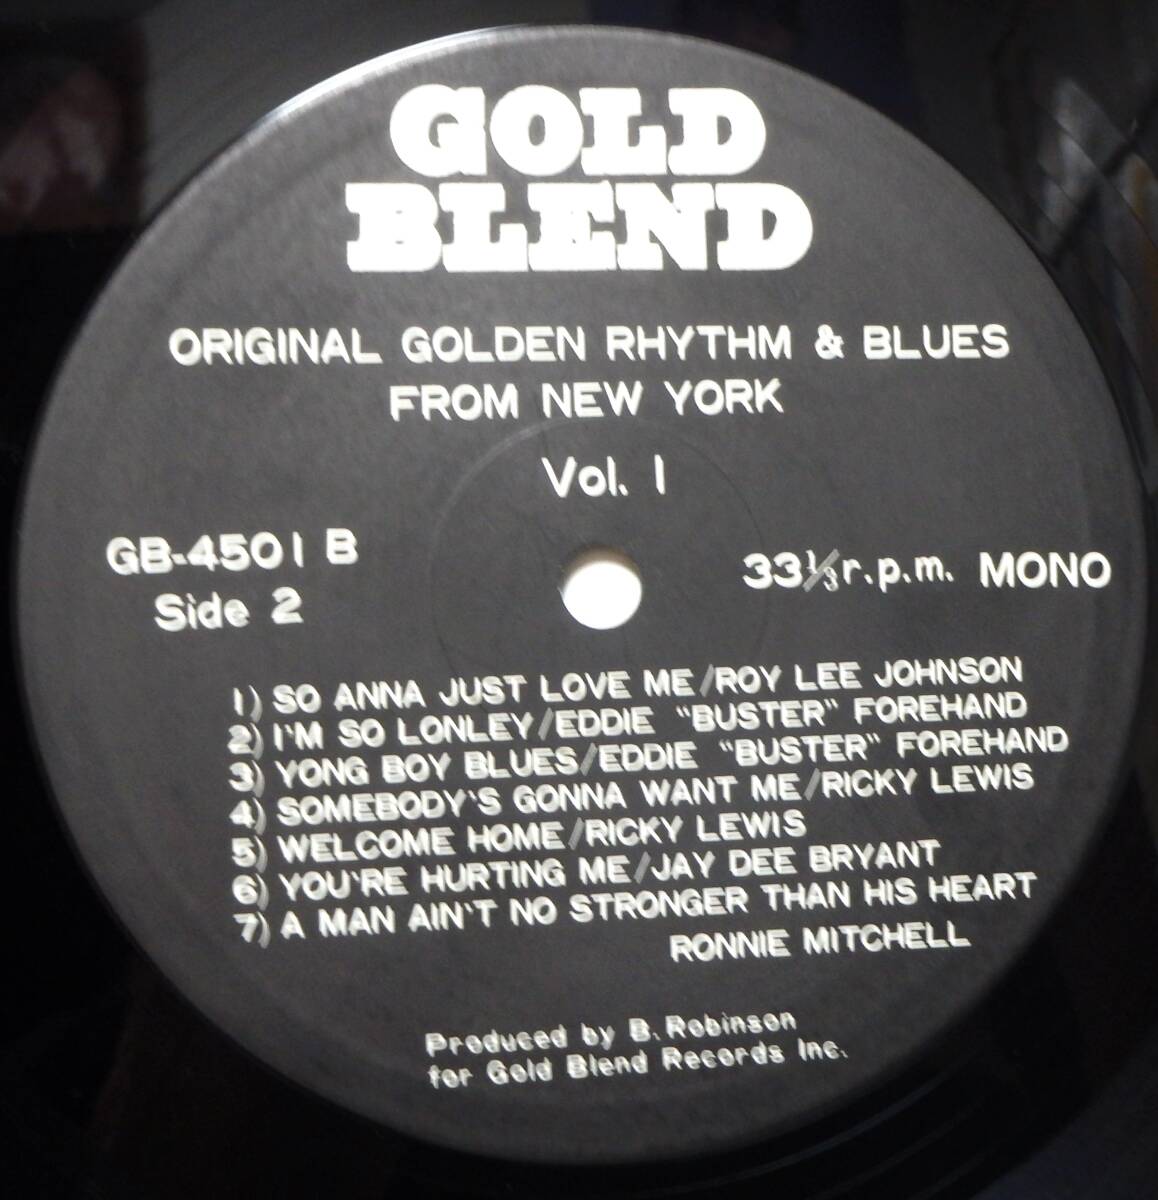 GOLD
BLEND
ORIGINAL GOLDEN RHYTHM & BLUES
FROM NEW YORK
Vol. 1
GB-4501 B
Side 2
33 1/3 r.p.m. MONO
1) SO ANNA JUST LOVE ME/ROY LEE JOHNSON
2) I'M SO LONLEY/EDDIE "BUSTER" FOREHAND
3) YONG BOY BLUES/EDDIE "BUSTER" FOREHAND
4) SOMEBODY'S GONNA WANT ME/RICKY LEWIS
5) WELCOME HOME/RICKY LEWIS
6) YOU'RE HURTING ME/JAY DEE BRYANT
7) A MAN AIN'T NO STRONGER THAN HIS HEART
RONNIE MITCHELL
Produced by B. Robinson
for Gold Blend Records Inc.